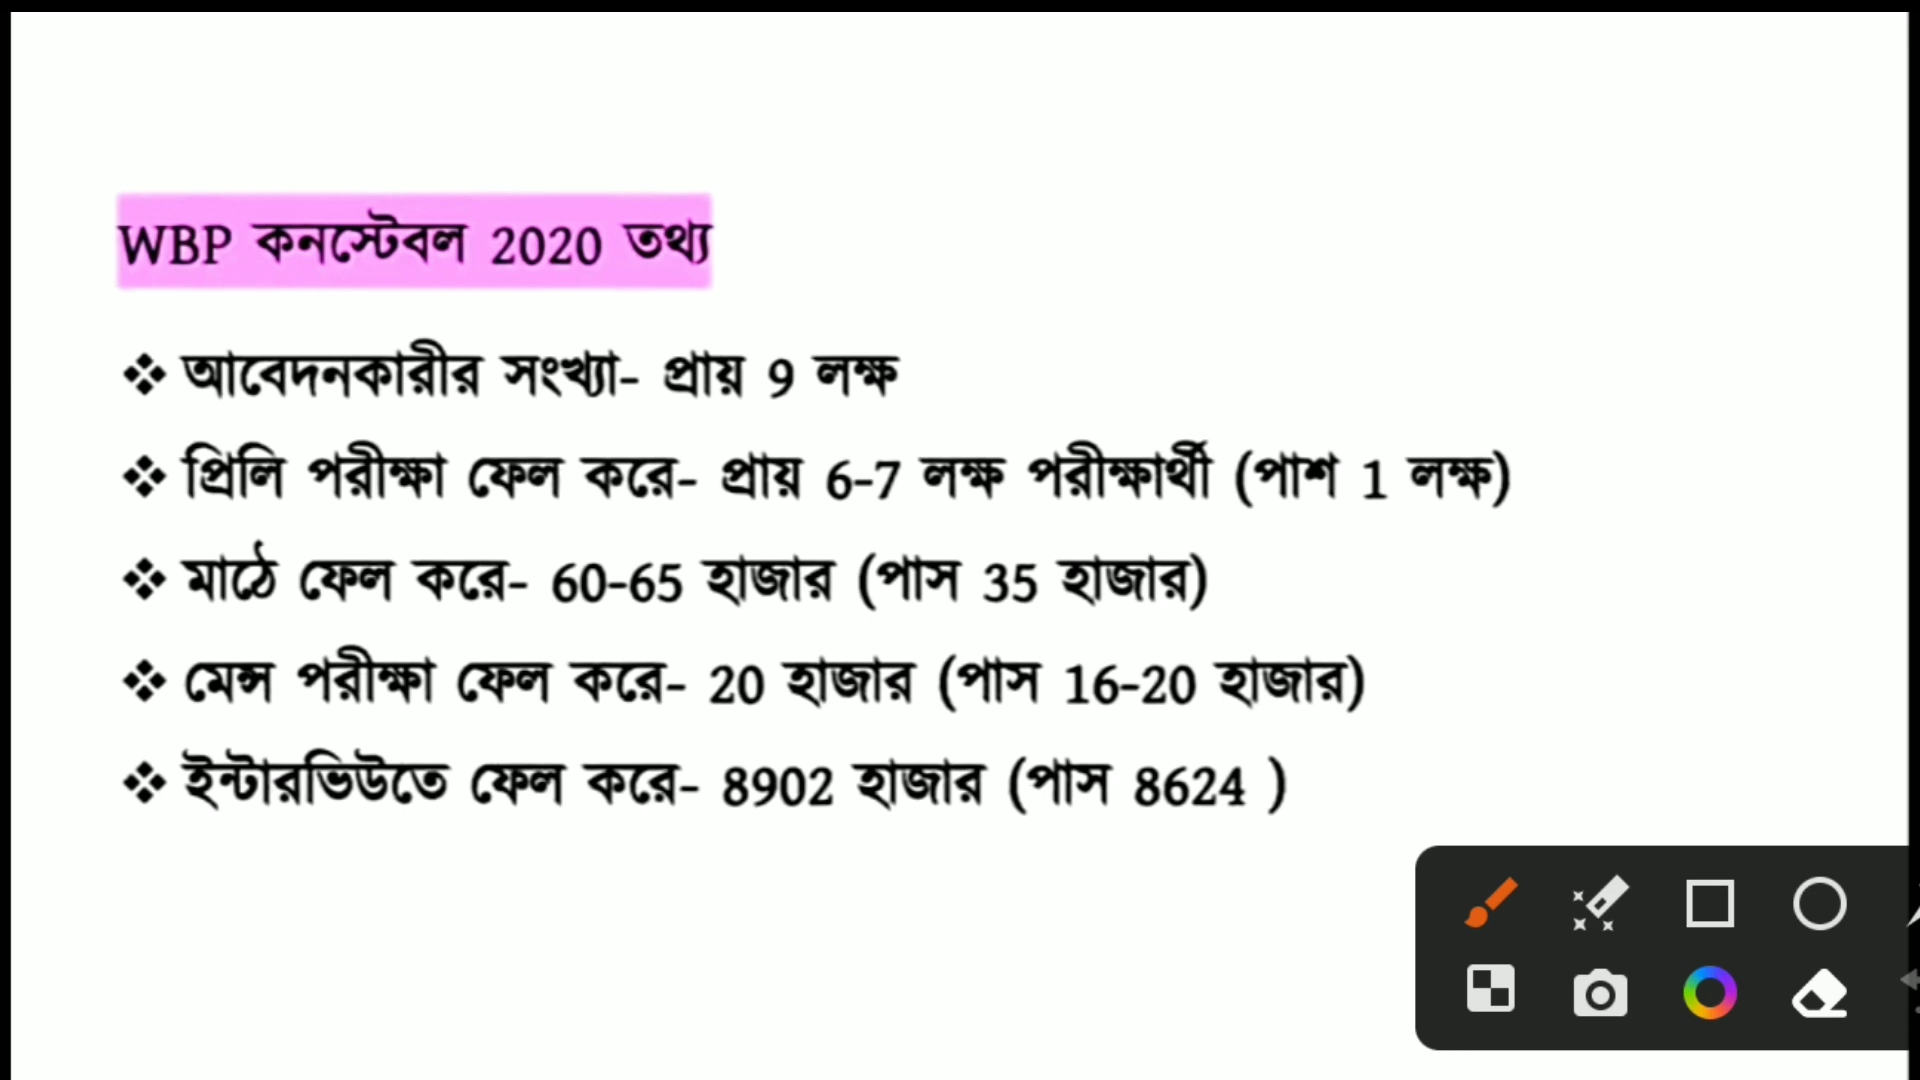 WBP কনস্টেবল 2020 তথ্য
❖ আবেদনকারীর সংখ্যা- প্রায় 9 লক্ষ
❖ প্রিলি পরীক্ষা ফেল করে- প্রায় 6-7 লক্ষ পরীক্ষার্থী (পাশ 1 লক্ষ)
❖ মাঠে ফেল করে- 60-65 হাজার (পাস 35 হাজার)
❖ মেন্স পরীক্ষা ফেল করে- 20 হাজার (পাস 16-20 হাজার)
❖ ইন্টারভিউতে ফেল করে- 8902 হাজার (পাস 8624 )